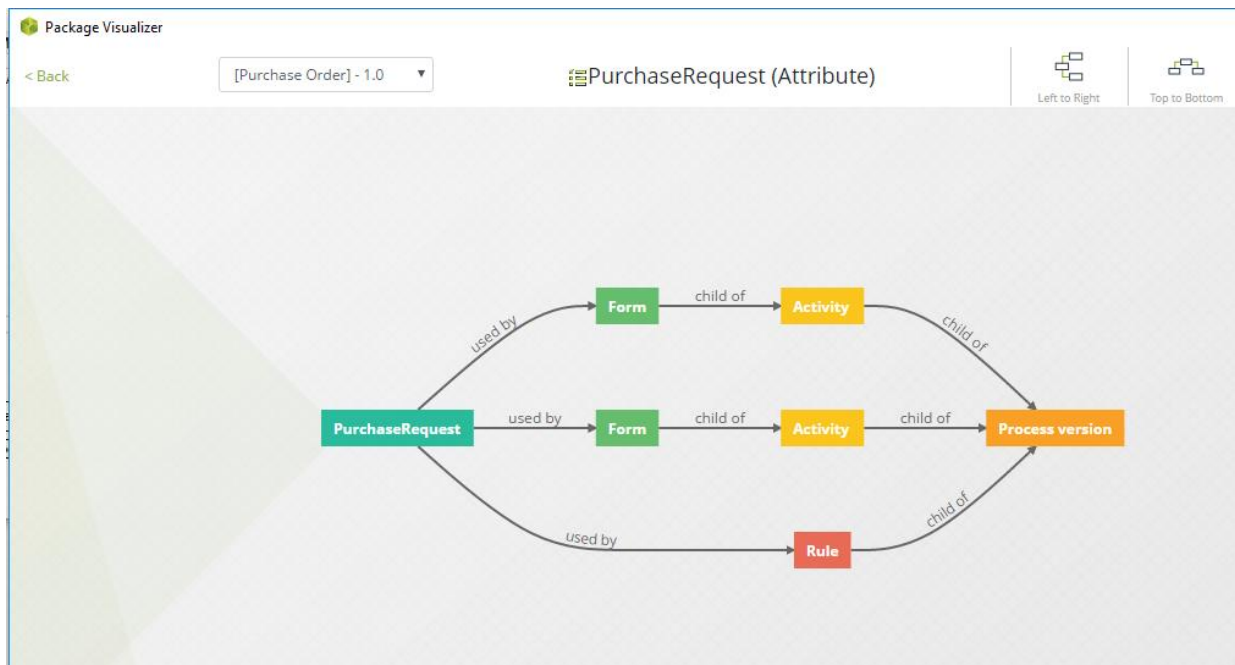 Package Visualizer
< Back
[Purchase Order] - 1.0
PurchaseRequest (Attribute)
Left to Right
Top to Bottom
Form
child of
Activity
used by
child of
PurchaseRequest
used by
Form
child of
Activity
child of
Process version
used by
Rule
child of